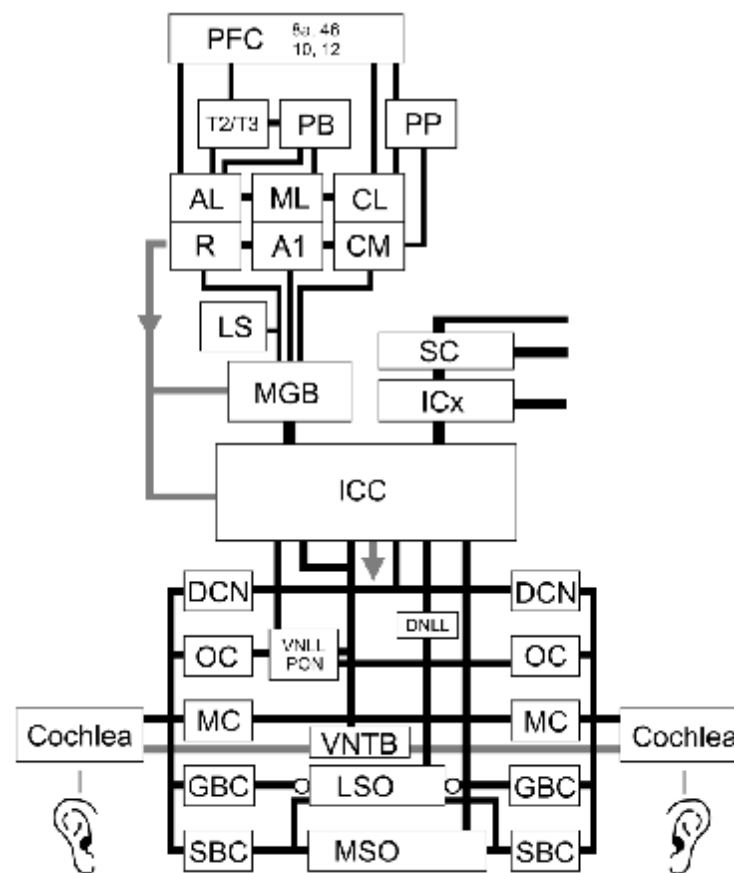 PFC 8a, 46
10, 12
T2/T3 PB PP
AL ML CL
R A1 CM
LS
SC
MGB ICx
ICC
DCN DCN
DNLL
OC VNLL OC
PCN
MC MC
Cochlea VNTB Cochlea
GBC LSO GBC
SBC MSO SBC